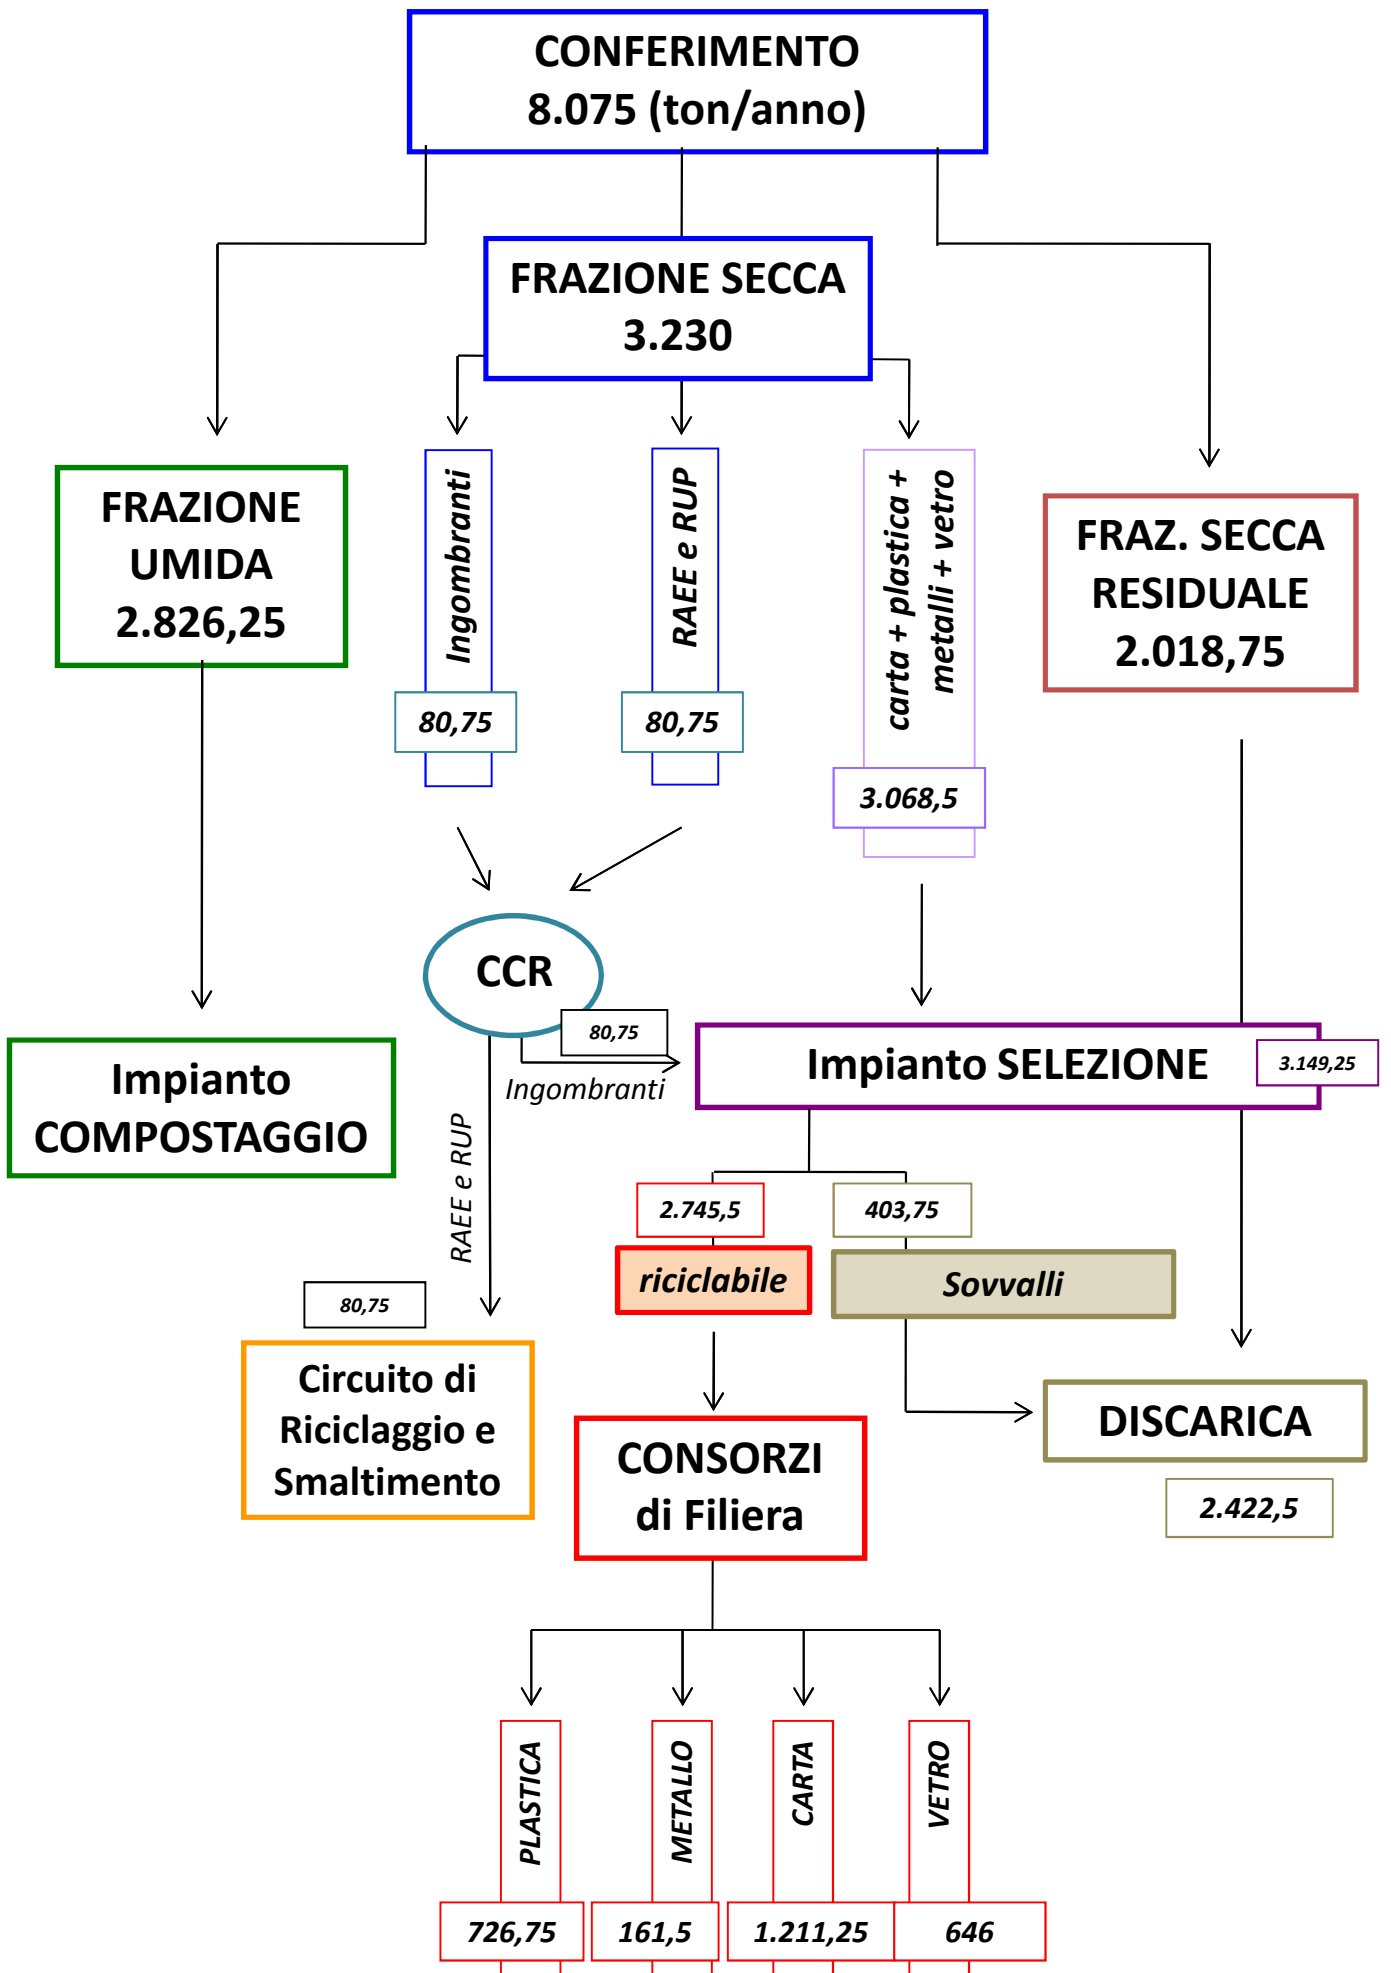 CONFERIMENTO
8.075 (ton/anno)
FRAZIONE SECCA
3.230
FRAZIONE
UMIDA
2.826,25
Ingombranti
80,75
RAEE e RUP
80,75
carta + plastica +
metalli + vetro
3.068,5
FRAZ. SECCA
RESIDUALE
2.018,75
CCR
80,75
Ingombranti
RAEE e RUP
Impianto SELEZIONE
3.149,25
Impianto
COMPOSTAGGIO
2.745,5
403,75
riciclabile
Sovvalli
80,75
Circuito di
Riciclaggio e
Smaltimento
CONSORZI
di Filiera
DISCARICA
2.422,5
PLASTICA
METALLO
CARTA
VETRO
726,75
161,5
1.211,25
646